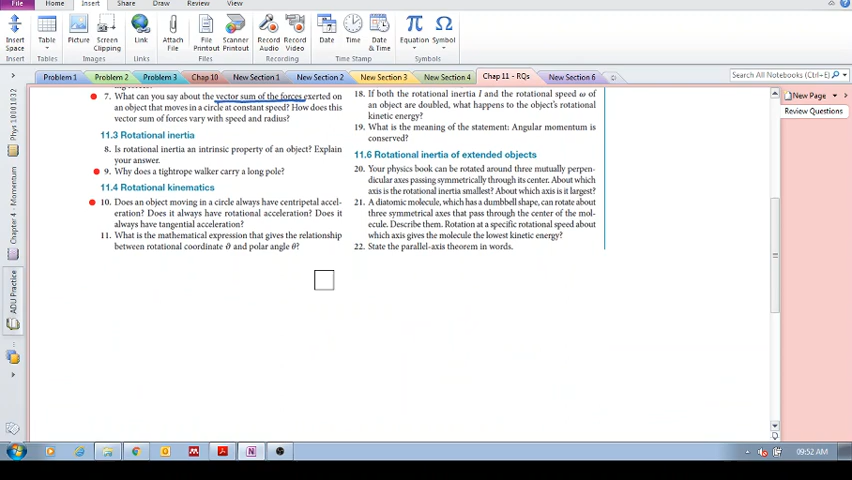 File
Home
Insert
Share
Draw
Review
View
Insert Space
Table
Picture
Screen Clipping
Link
Attach File
File Printout
Scanner Printout
Record Audio
Record Video
Date
Time
Date & Time
Equation
Symbol
Insert
Tables
Images
Links
Files
Recording
Time Stamp
Symbols
Problem 1
Problem 2
Problem 3
Chap 10
New Section 1
New Section 2
New Section 3
New Section 4
Chap 11 - RQs
New Section 6
Search All Notebooks (Ctrl+E)
New Page
Review Questions
Phys 10041032
Chapter 4 - Momentum
ADU Practice
7. What can you say about the vector sum of the forces exerted on
an object that moves in a circle at constant speed? How does this
vector sum of forces vary with speed and radius?
11.3 Rotational inertia
8. Is rotational inertia an intrinsic property of an object? Explain
your answer.
9. Why does a tightrope walker carry a long pole?
11.4 Rotational kinematics
10. Does an object moving in a circle always have centripetal accel-
eration? Does it always have rotational acceleration? Does it
always have tangential acceleration?
11. What is the mathematical expression that gives the relationship
between rotational coordinate ϑ and polar angle θ?
18. If both the rotational inertia I and the rotational speed ω of
an object are doubled, what happens to the object's rotational
kinetic energy?
19. What is the meaning of the statement: Angular momentum is
conserved?
11.6 Rotational inertia of extended objects
20. Your physics book can be rotated around three mutually perpen-
dicular axes passing symmetrically through its center. About which
axis is the rotational inertia smallest? About which axis is it largest?
21. A diatomic molecule, which has a dumbbell shape, can rotate about
three symmetrical axes that pass through the center of the mol-
ecule. Describe them. Rotation at a specific rotational speed about
which axis gives the molecule the lowest kinetic energy?
22. State the parallel-axis theorem in words.
09:52 AM